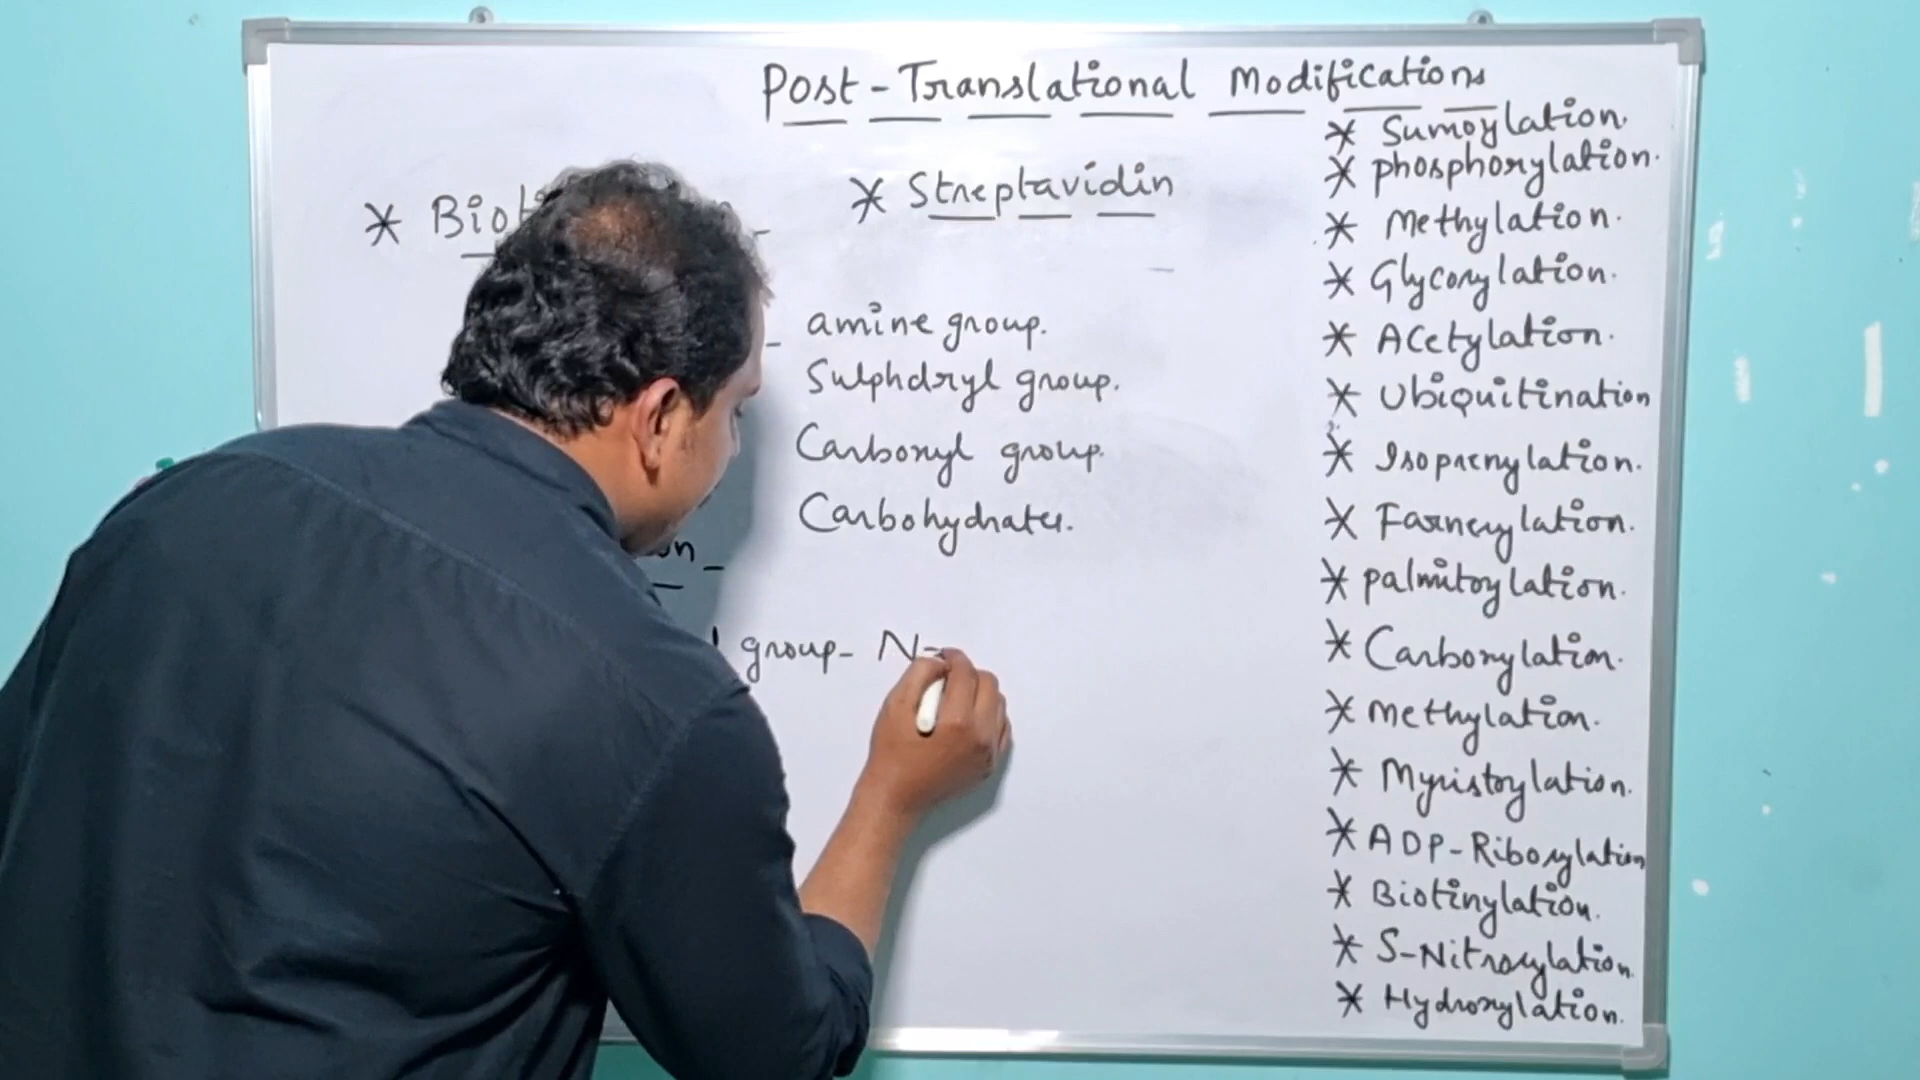 Post-Translational Modifications
* Streptavidin
amine group.
Sulphdryl group.
Carbonyl group.
Carbohydrates.
group- N-
* Sumoylation.
* phosphorylation.
* Methylation.
* Glycosylation.
* Acetylation.
* Ubiquitination
* Isoprenylation.
* Farnesylation.
* palmitoylation.
* Carboxylation.
* Methylation.
* Myristoylation.
* ADP-Ribosylation
* Biotinylation.
* S-Nitrosylation.
* Hydroxylation.